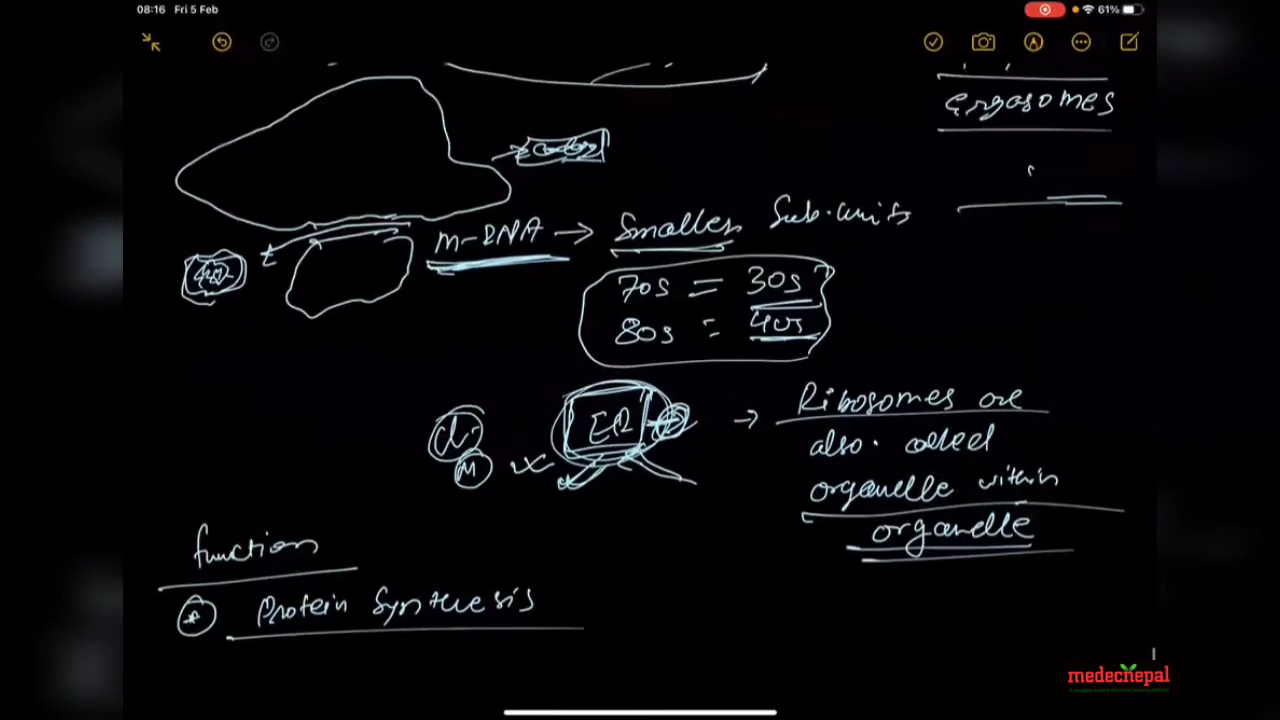 08:16 Fri 5 Feb
61%
ergosomes
m-RNA → Smaller Sub-units
70s = 30s
80s = 40s
ER
M
→ Ribosomes are
also called
organelle within
organelle
function
Protein Synthesis
medecnepal